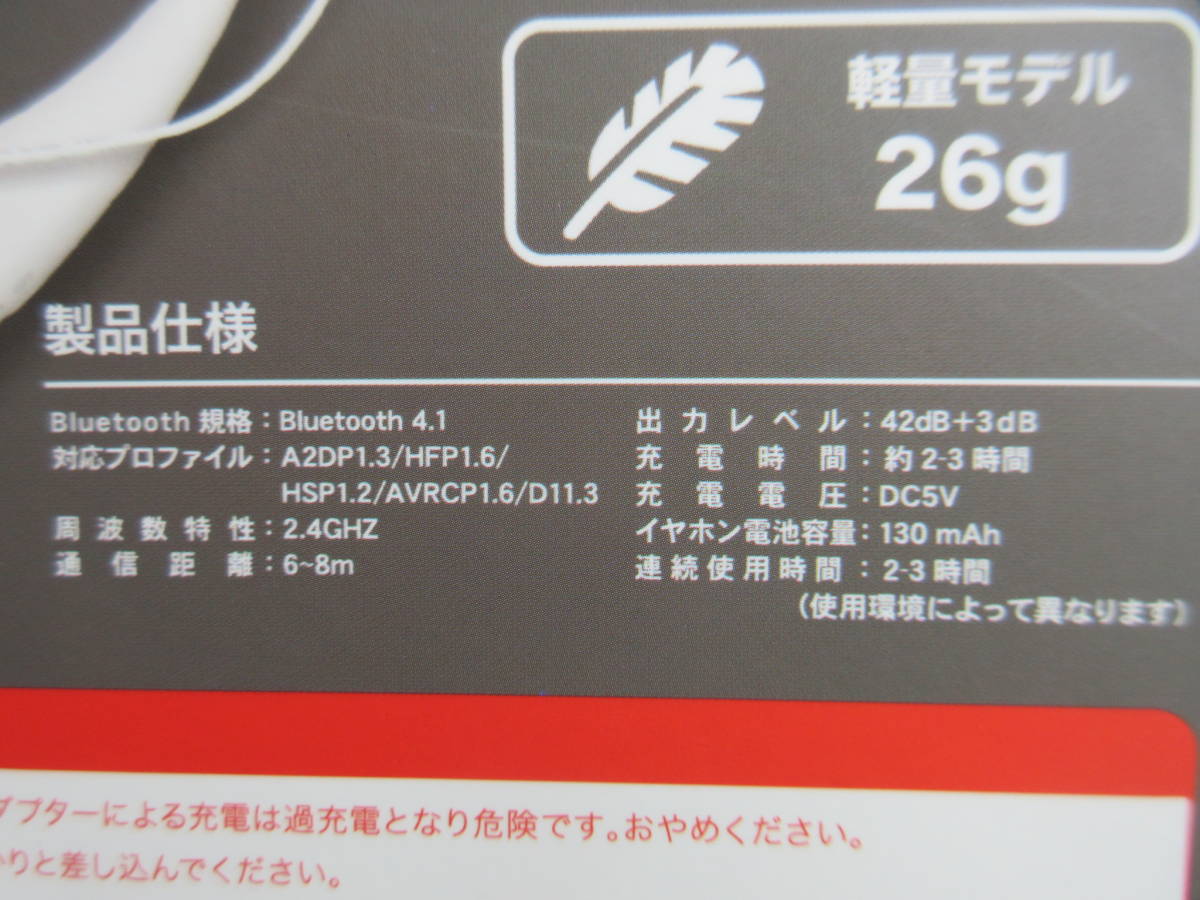 軽量モデル
26g
製品仕様
Bluetooth 規格：Bluetooth 4.1
対応プロファイル：A2DP1.3/HFP1.6/
HSP1.2/AVRCP1.6/D11.3
周波数特性：2.4GHZ
通信距離：6~8m
出力レベル：42dB+3dB
充電時間：約2-3時間
充電電圧：DC5V
イヤホン電池容量：130 mAh
連続使用時間：2-3時間
（使用環境によって異なります）
ダプターによる充電は過充電となり危険です。おやめください。
りと差し込んでください。